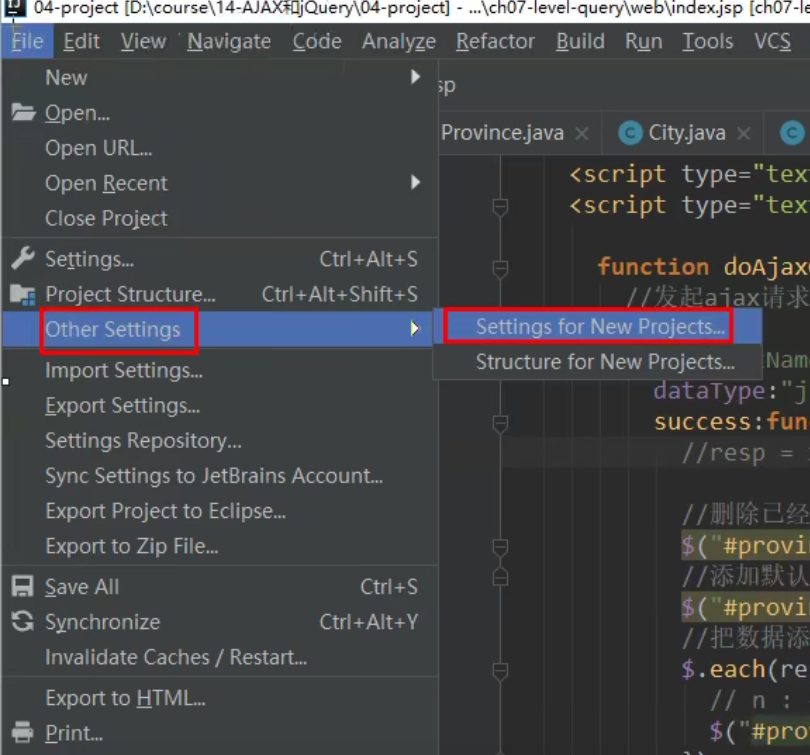 04-project [D:\course\14-AJAX和jQuery\04-project] - ...\ch07-level-query\web\index.jsp [ch07-le
File Edit View Navigate Code Analyze Refactor Build Run Tools VCS
New
sp
Open...
Province.java City.java
Open URL...
<script type="tex
Open Recent
<script type="tex
Close Project
Settings... Ctrl+Alt+S
function doAjax
Project Structure... Ctrl+Alt+Shift+S
//发起ajax请求
Other Settings
Settings for New Projects...
Structure for New Projects...
Name
Import Settings...
dataType:"j
Export Settings...
success:fun
Settings Repository...
//resp =
Sync Settings to JetBrains Account...
Export Project to Eclipse...
//删除已经
Export to Zip File...
$("#provi
//添加默认
Save All Ctrl+S
$("#provi
Synchronize Ctrl+Alt+Y
//把数据添
Invalidate Caches / Restart...
$.each(re
Export to HTML...
// n :
Print...
$("#pro